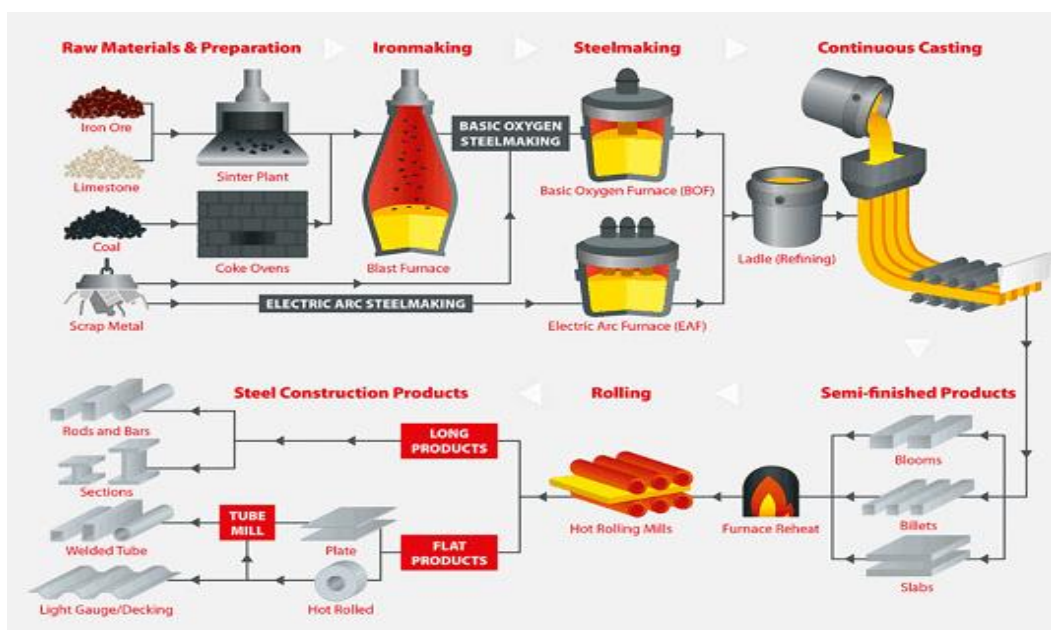 Raw Materials & Preparation
Ironmaking
Steelmaking
Continuous Casting
Iron Ore
Limestone
Coal
Scrap Metal
Sinter Plant
Coke Ovens
Blast Furnace
BASIC OXYGEN
STEELMAKING
ELECTRIC ARC STEELMAKING
Basic Oxygen Furnace (BOF)
Electric Arc Furnace (EAF)
Ladle (Refining)
Steel Construction Products
Rolling
Semi-finished Products
Rods and Bars
Sections
Welded Tube
Light Gauge/Decking
LONG
PRODUCTS
TUBE
MILL
Plate
Hot Rolled
FLAT
PRODUCTS
Hot Rolling Mills
Furnace Reheat
Blooms
Billets
Slabs